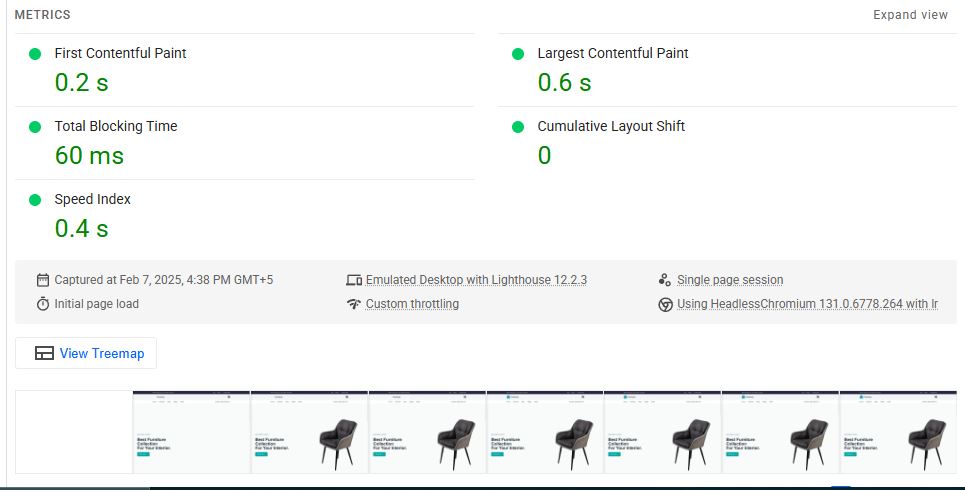 METRICS
Expand view
First Contentful Paint
0.2 s
Largest Contentful Paint
0.6 s
Total Blocking Time
60 ms
Cumulative Layout Shift
0
Speed Index
0.4 s
Captured at Feb 7, 2025, 4:38 PM GMT+5
Emulated Desktop with Lighthouse 12.2.3
Single page session
Initial page load
Custom throttling
Using HeadlessChromium 131.0.6778.264 with lr
View Treemap
Best Furniture
Collection
For Your Interior.
Best Furniture
Collection
For Your Interior.
Best Furniture
Collection
For Your Interior.
Best Furniture
Collection
For Your Interior.
Best Furniture
Collection
For Your Interior.
Best Furniture
Collection
For Your Interior.
Best Furniture
Collection
For Your Interior.